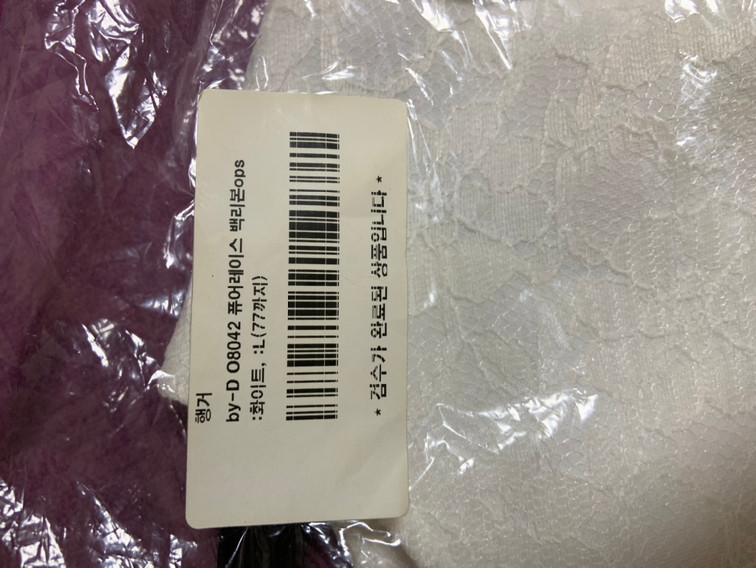 행거
by-D O8042 퓨어레이스 백리본ops
:화이트, :L(77까지)
* 검수가 완료된 상품입니다 *